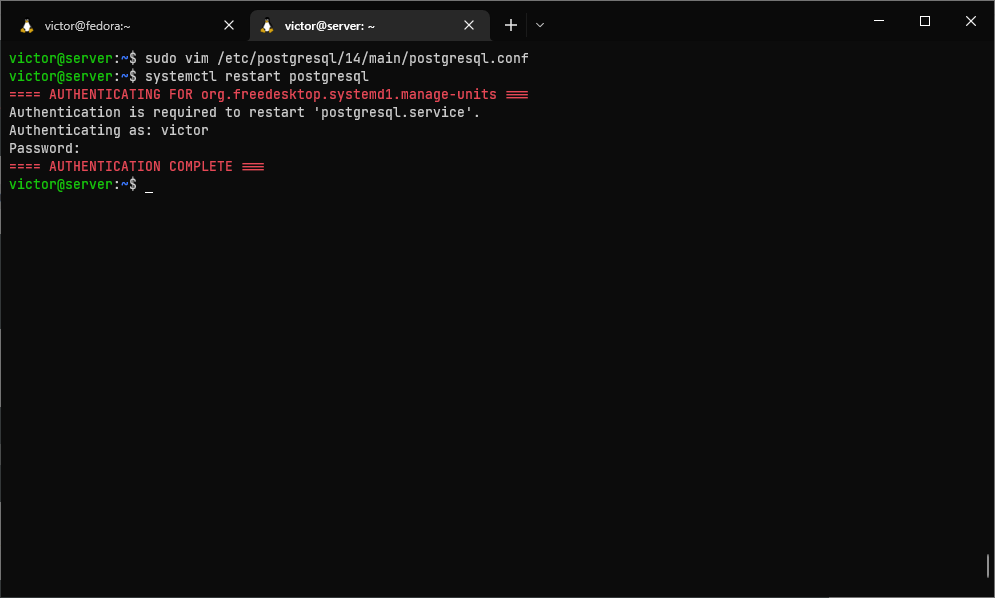 victor@fedora:~
victor@server: ~
victor@server:~$ sudo vim /etc/postgresql/14/main/postgresql.conf
victor@server:~$ systemctl restart postgresql
==== AUTHENTICATING FOR org.freedesktop.systemd1.manage-units ===
Authentication is required to restart 'postgresql.service'.
Authenticating as: victor
Password:
==== AUTHENTICATION COMPLETE ===
victor@server:~$ _